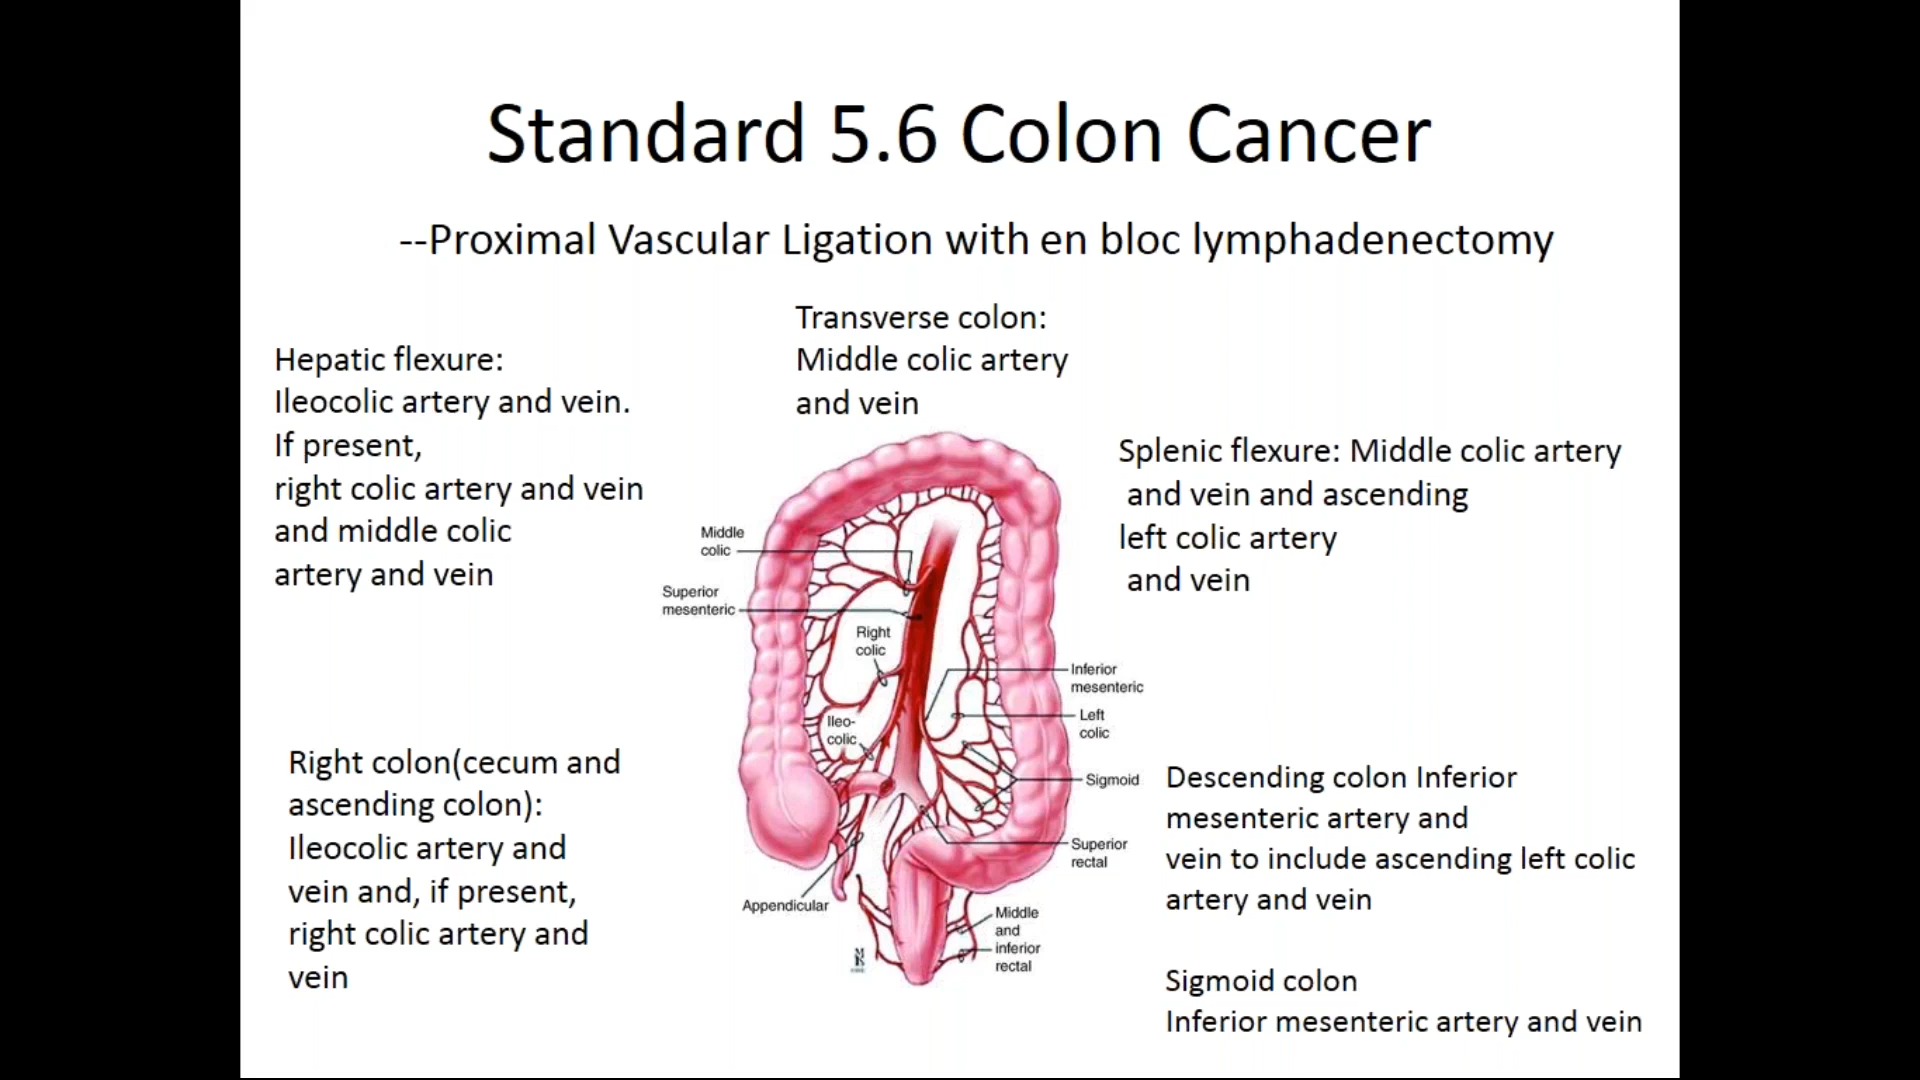 Standard 5.6 Colon Cancer
--Proximal Vascular Ligation with en bloc lymphadenectomy
Hepatic flexure:
Ileocolic artery and vein.
If present,
right colic artery and vein
and middle colic
artery and vein
Transverse colon:
Middle colic artery
and vein
Splenic flexure: Middle colic artery
and vein and ascending
left colic artery
and vein
Middle
colic
Superior
mesenteric
Right
colic
Ileo-
colic
Inferior
mesenteric
Left
colic
Sigmoid
Superior
rectal
Appendicular
Middle
and
inferior
rectal
Right colon(cecum and
ascending colon):
Ileocolic artery and
vein and, if present,
right colic artery and
vein
Descending colon Inferior
mesenteric artery and
vein to include ascending left colic
artery and vein
Sigmoid colon
Inferior mesenteric artery and vein